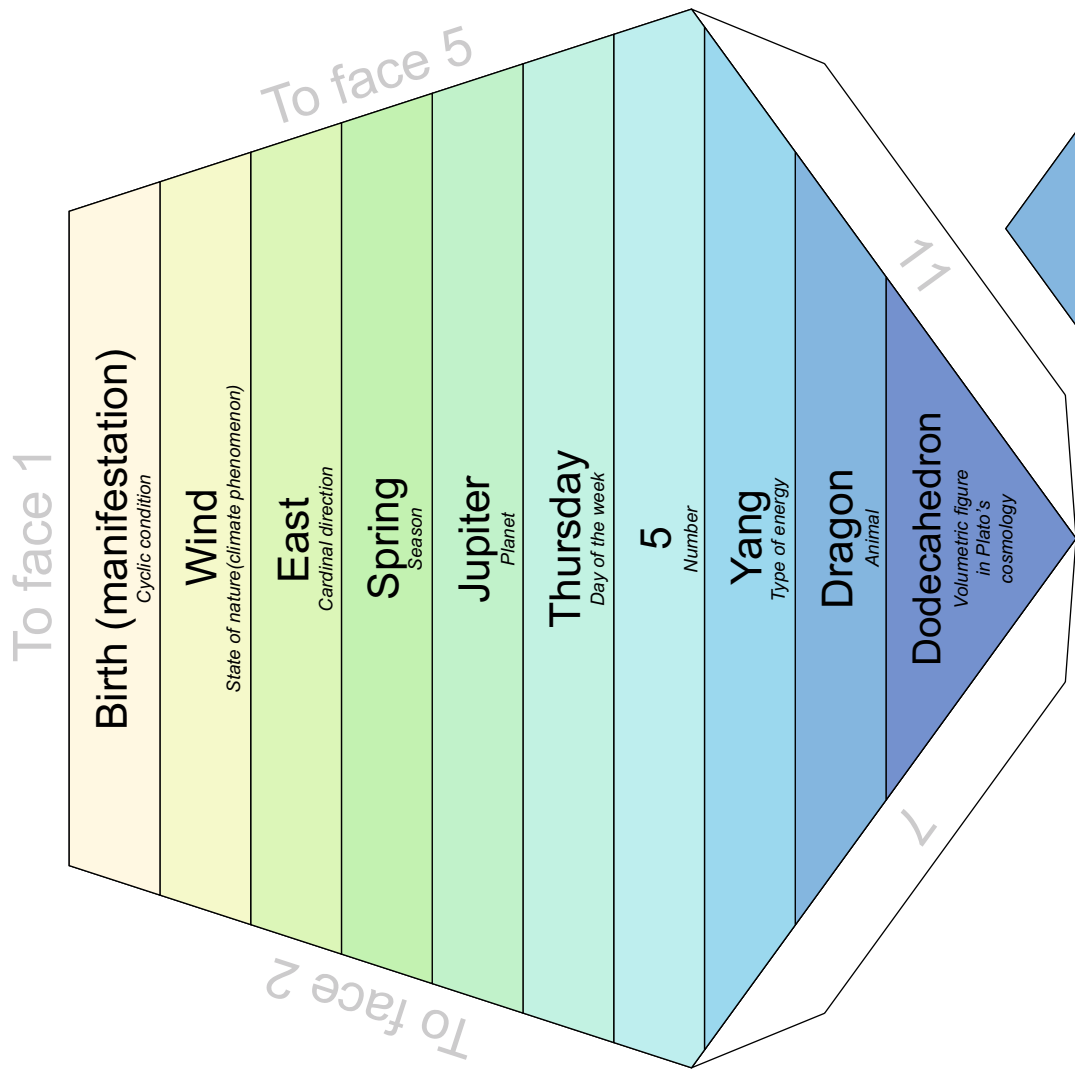 To face 1
To face 5
Birth (manifestation)
Cyclic condition
Wind
State of nature(climate phenomenon)
East
Cardinal direction
Spring
Season
Jupiter
Planet
Thursday
Day of the week
5
Number
Yang
Type of energy
Dragon
Animal
Dodecahedron
Volumetric figure
in Plato's
cosmology
To face 2
7
11